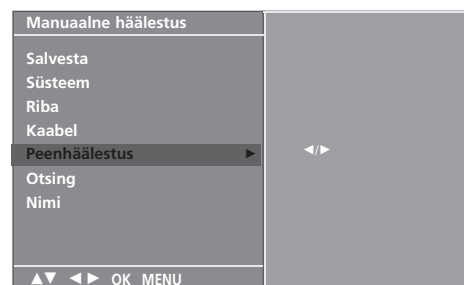 Manuaalne häälestus
Salvesta
Süsteem
Riba
Kaabel
Peenhäälestus ►
◄/►
Otsing
Nimi
▲▼ ◄► OK MENU